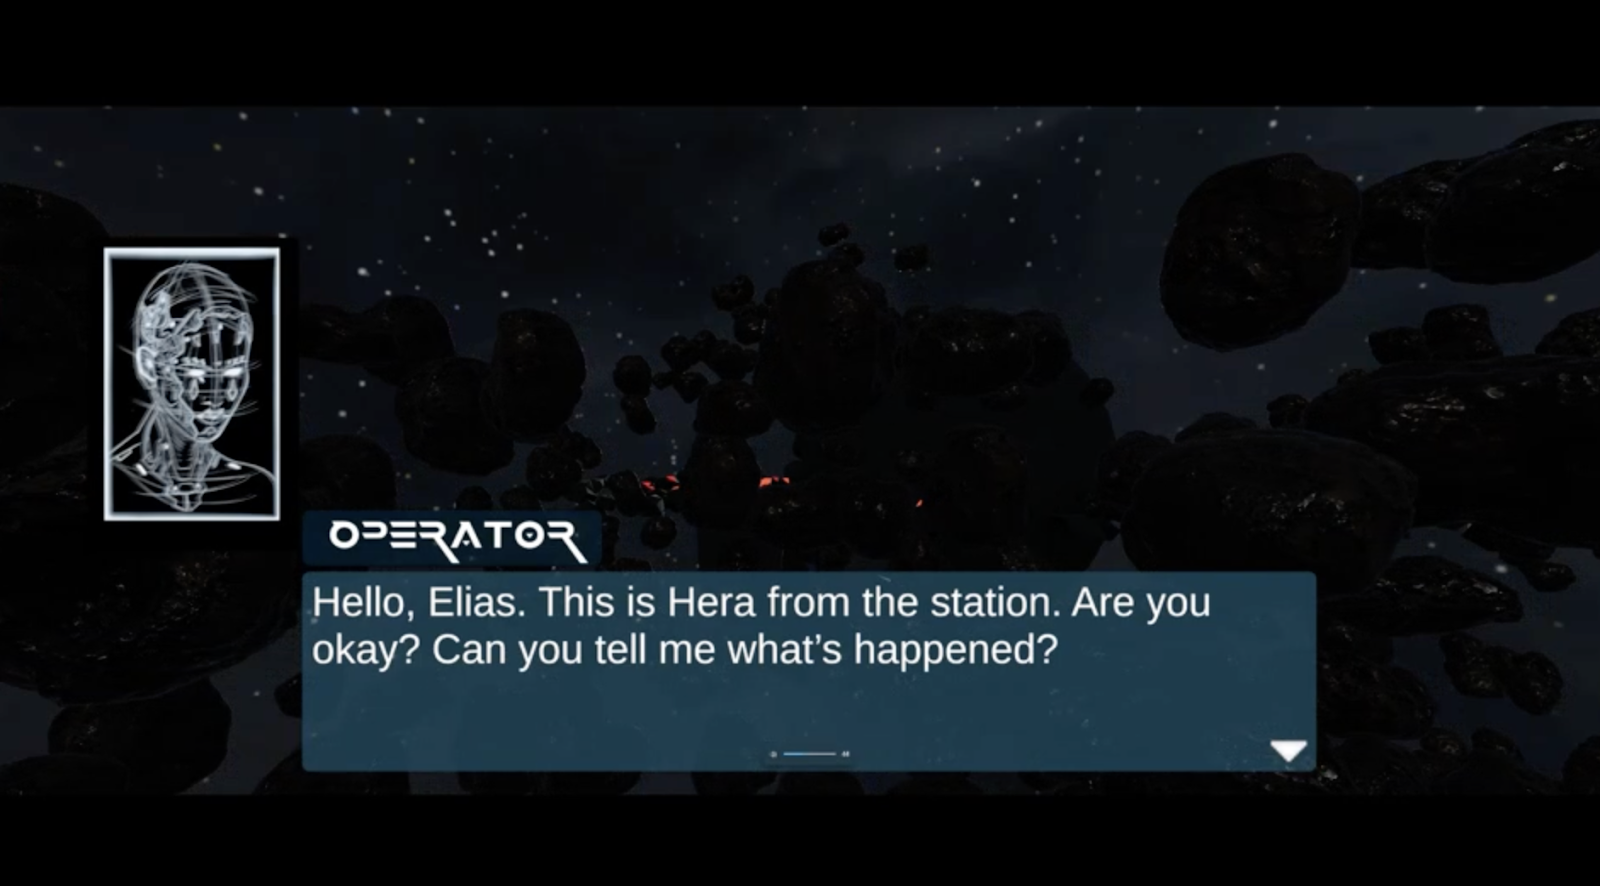 OPERATOR
Hello, Elias. This is Hera from the station. Are you
okay? Can you tell me what’s happened?